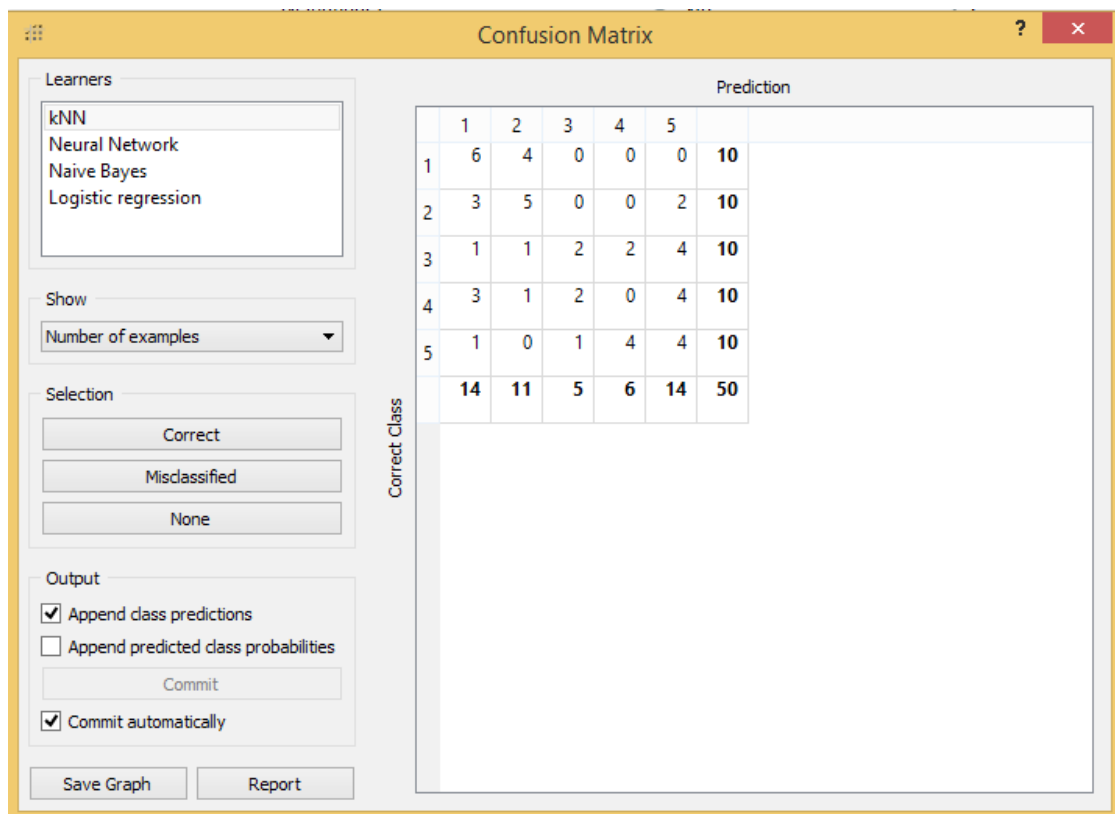 Confusion Matrix
?
×
Learners
kNN
Neural Network
Naive Bayes
Logistic regression
Show
Number of examples
Selection
Correct
Misclassified
None
Output
Append class predictions
Append predicted class probabilities
Commit
Commit automatically
Save Graph
Report
Prediction
Correct Class
1 2 3 4 5
1 6 4 0 0 0 10
2 3 5 0 0 2 10
3 1 1 2 2 4 10
4 3 1 2 0 4 10
5 1 0 1 4 4 10
14 11 5 6 14 50